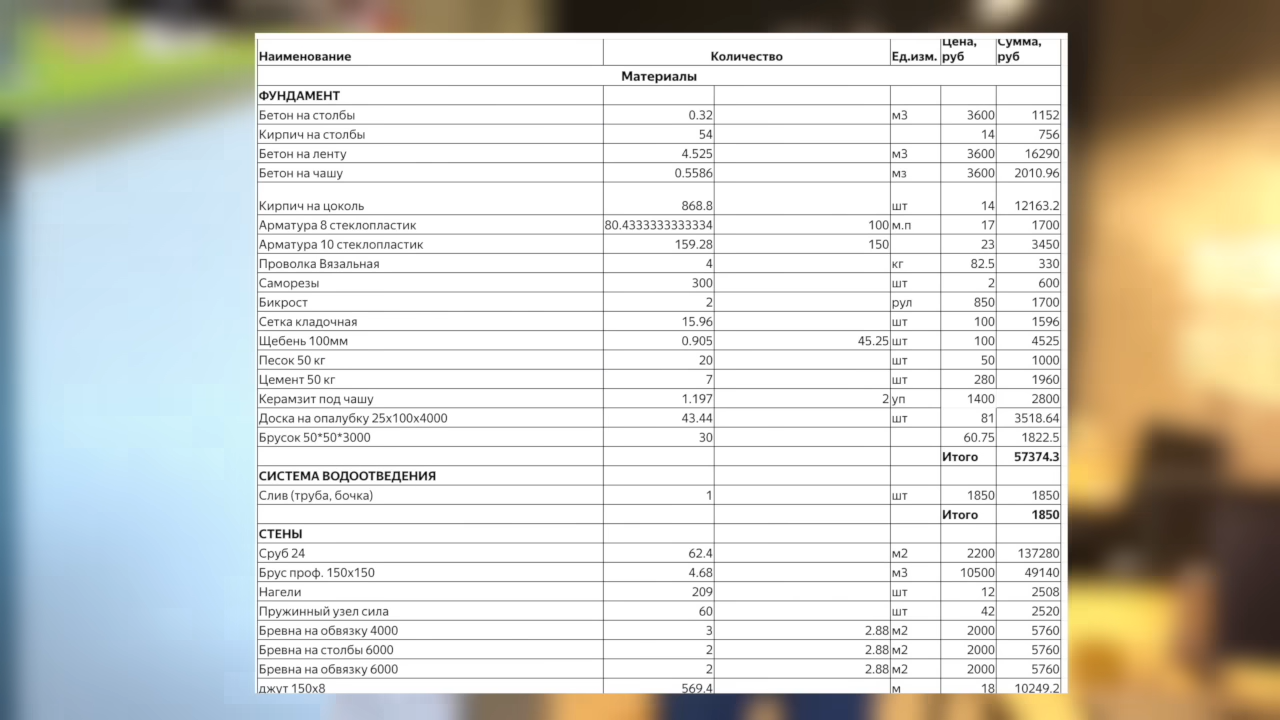 Наименование Количество Ед.изм. Цена, руб Сумма, руб
Материалы
ФУНДАМЕНТ
Бетон на столбы 0.32 м3 3600 1152
Кирпич на столбы 54 14 756
Бетон на ленту 4.525 м3 3600 16290
Бетон на чашу 0.5586 мз 3600 2010.96
Кирпич на цоколь 868.8 шт 14 12163.2
Арматура 8 стеклопластик 80.4333333333334 100 м.п 17 1700
Арматура 10 стеклопластик 159.28 150 23 3450
Проволка Вязальная 4 кг 82.5 330
Саморезы 300 шт 2 600
Бикрост 2 рул 850 1700
Сетка кладочная 15.96 шт 100 1596
Щебень 100мм 0.905 45.25 шт 100 4525
Песок 50 кг 20 шт 50 1000
Цемент 50 кг 7 шт 280 1960
Керамзит под чашу 1.197 2 уп 1400 2800
Доска на опалубку 25х100х4000 43.44 шт 81 3518.64
Брусок 50*50*3000 30 60.75 1822.5
Итого 57374.3
СИСТЕМА ВОДООТВЕДЕНИЯ
Слив (труба, бочка) 1 шт 1850 1850
Итого 1850
СТЕНЫ
Сруб 24 62.4 м2 2200 137280
Брус проф. 150х150 4.68 м3 10500 49140
Нагели 209 шт 12 2508
Пружинный узел сила 60 шт 42 2520
Бревна на обвязку 4000 3 2.88 м2 2000 5760
Бревна на столбы 6000 2 2.88 м2 2000 5760
Бревна на обвязку 6000 2 2.88 м2 2000 5760
джут 150х8 569.4 м 18 10249.2